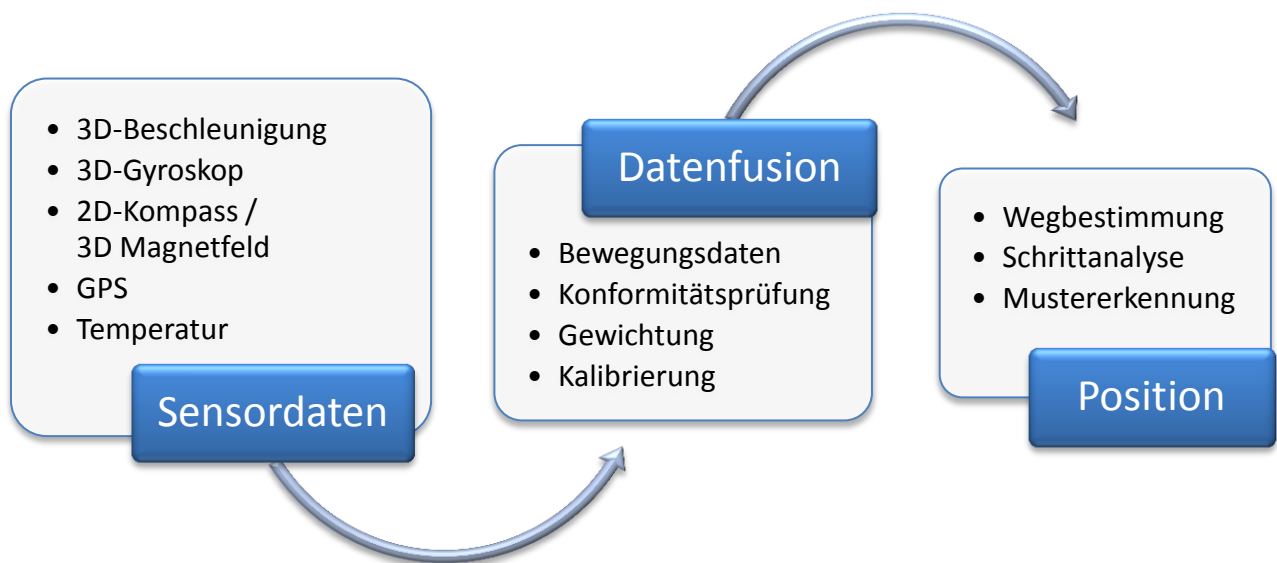 • 3D-Beschleunigung
• 3D-Gyroskop
• 2D-Kompass /
3D Magnetfeld
• GPS
• Temperatur
Sensordaten
Datenfusion
• Bewegungsdaten
• Konformitätsprüfung
• Gewichtung
• Kalibrierung
• Wegbestimmung
• Schrittanalyse
• Mustererkennung
Position